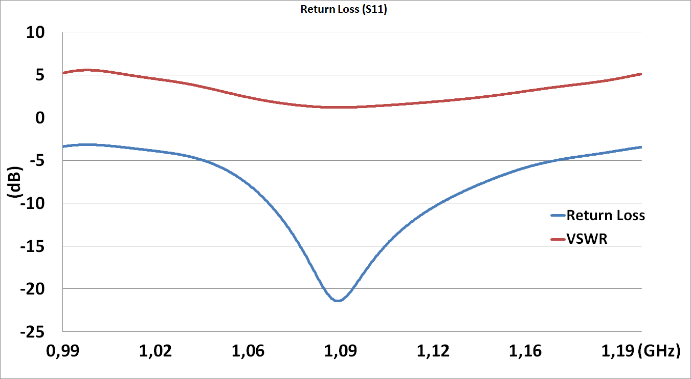 Return Loss (S11)
10
5
0
-5
-10
-15
-20
-25
(dB)
Return Loss
VSWR
0,99 1,02 1,06 1,09 1,12 1,16 1,19 (GHz)